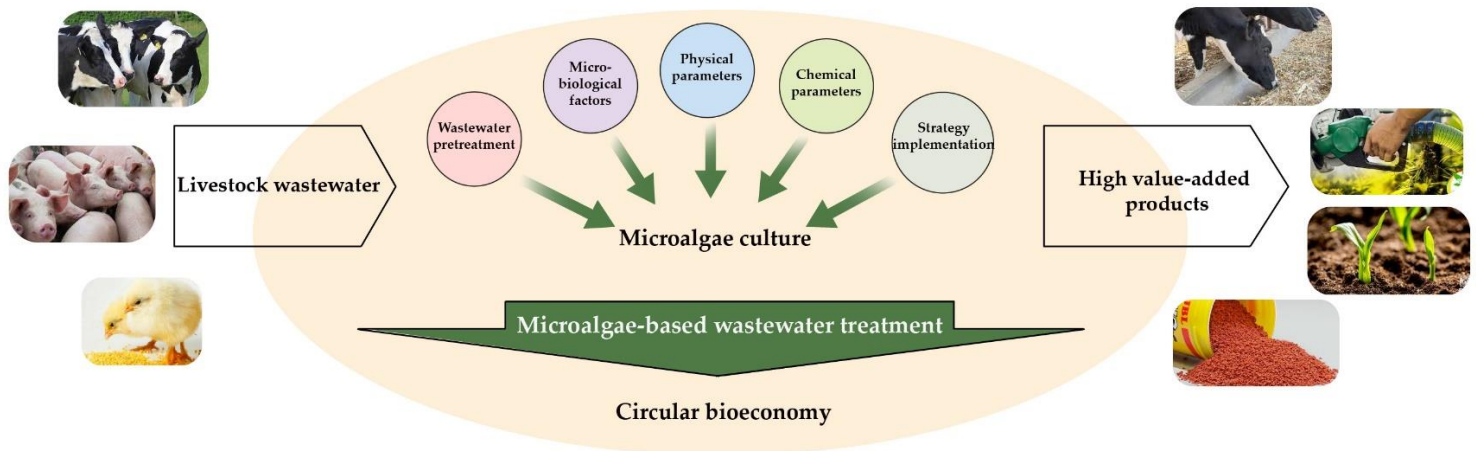 Livestock wastewater
Wastewater
pretreatment
Micro-
biological
factors
Physical
parameters
Chemical
parameters
Strategy
implementation
Microalgae culture
Microalgae-based wastewater treatment
Circular bioeconomy
High value-added
products